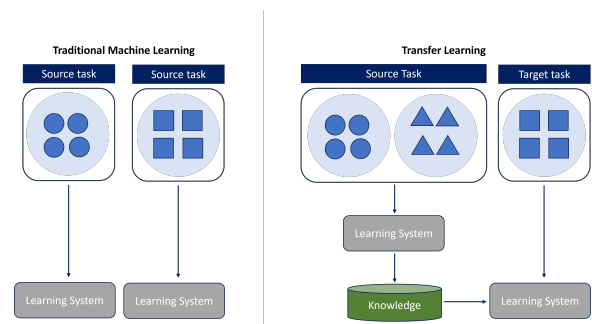 Traditional Machine Learning
Transfer Learning
Source task
Source task
Source Task
Target task
Learning System
Learning System
Learning System
Knowledge
Learning System